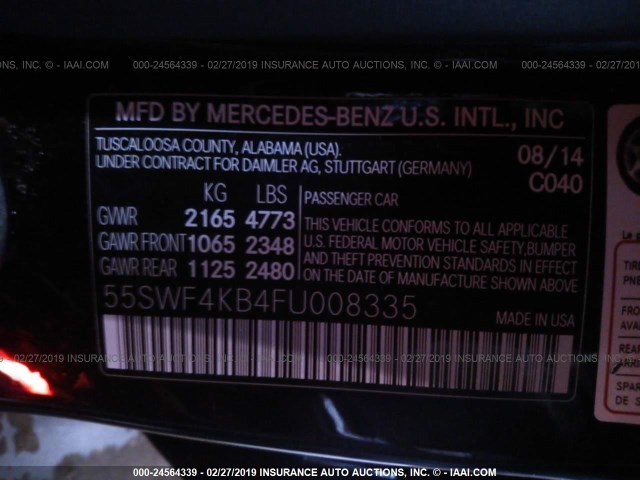 000-24564339 - 02/27/2019 INSURANCE AUTO AUCTIONS, INC. © - IAAI.COM
MFD BY MERCEDES-BENZ U.S. INTL., INC
TUSCALOOSA COUNTY, ALABAMA (USA).
UNDER CONTRACT FOR DAIMLER AG, STUTTGART (GERMANY)
08/14
C040
KG LBS
GVWR 2165 4773
GAWR FRONT 1065 2348
GAWR REAR 1125 2480
PASSENGER CAR
THIS VEHICLE CONFORMS TO ALL APPLICABLE
U.S. FEDERAL MOTOR VEHICLE SAFETY, BUMPER
AND THEFT PREVENTION STANDARDS IN EFFECT
ON THE DATE OF MANUFACTURE SHOWN ABOVE
55SWF4KB4FU008335
MADE IN USA
02/27/2019 INSURANCE AUTO AUCTIONS, INC. © - IAAI.COM
000-24564339 - 02/27/2019 INSURANCE AUTO AUCTIONS, INC. © - IAAI.COM